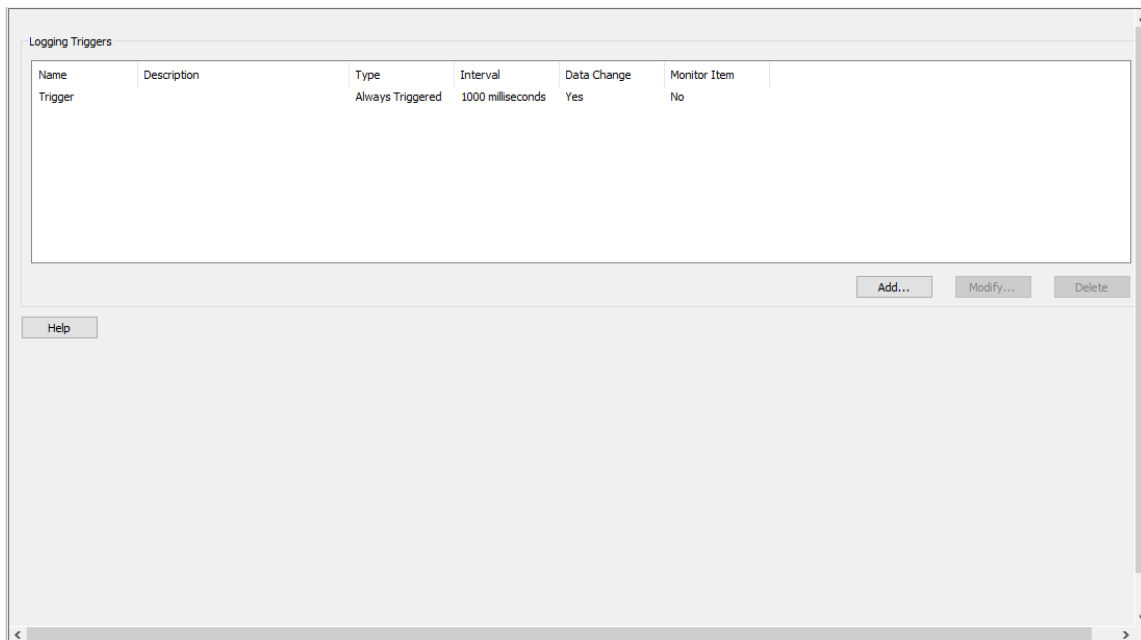 Logging Triggers
Name Description Type Interval Data Change Monitor Item
Trigger Always Triggered 1000 milliseconds Yes No
Add... Modify... Delete
Help